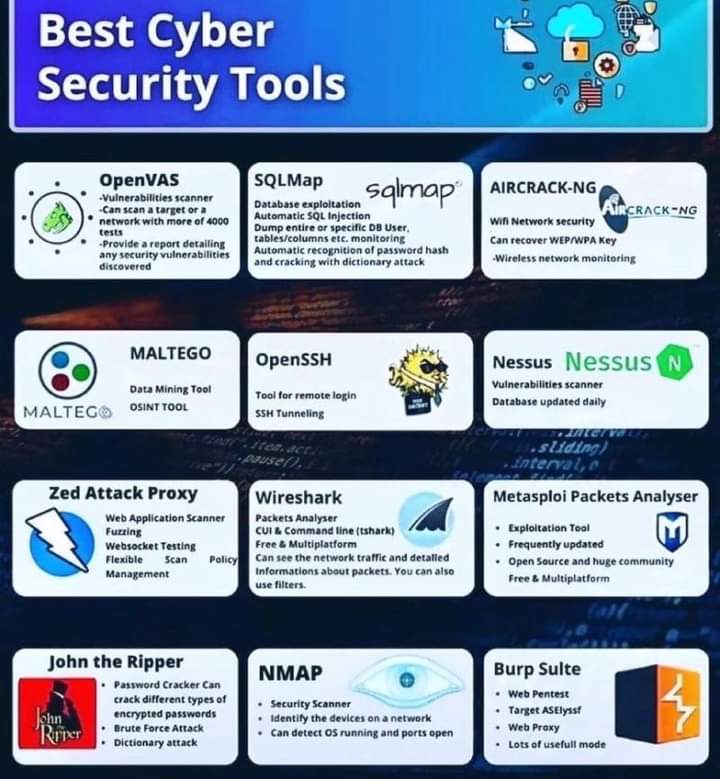 Best Cyber
Security Tools
OpenVAS
-Vulnerabilities scanner
-Can scan a target or a
network with more of 4000
tests
-Provide a report detailing
any security vulnerabilities
discovered
SQLMap
sqlmap
Database exploitation
Automatic SQL Injection
Dump entire or specific DB User,
tables/columns etc. monitoring
Automatic recognition of password hash
and cracking with dictionary attack
AIRCRACK-NG
AIRCRACK-NG
Wifi Network security
Can recover WEP/WPA Key
-Wireless network monitoring
MALTEGO
MALTEGO
Data Mining Tool
OSINT TOOL
OpenSSH
Tool for remote login
SSH Tunneling
Nessus Nessus N
Vulnerabilities scanner
Database updated daily
.sliding)
.pause(),
.interval,
Zed Attack Proxy
Web Application Scanner
Fuzzing
Websocket Testing
Flexible Scan Policy
Management
Wireshark
Packets Analyser
CUI & Command line (tshark)
Free & Multiplatform
Can see the network traffic and detailed
Informations about packets. You can also
use filters.
Metasploi Packets Analyser
• Exploitation Tool
• Frequently updated
• Open Source and huge community
Free & Multiplatform
M
John the Ripper
John
the
Ripper
• Password Cracker Can
crack different types of
encrypted passwords
• Brute Force Attack
• Dictionary attack
NMAP
• Security Scanner
• Identify the devices on a network
• Can detect OS running and ports open
Burp Sulte
• Web Pentest
• Target ASElyssf
• Web Proxy
• Lots of usefull mode